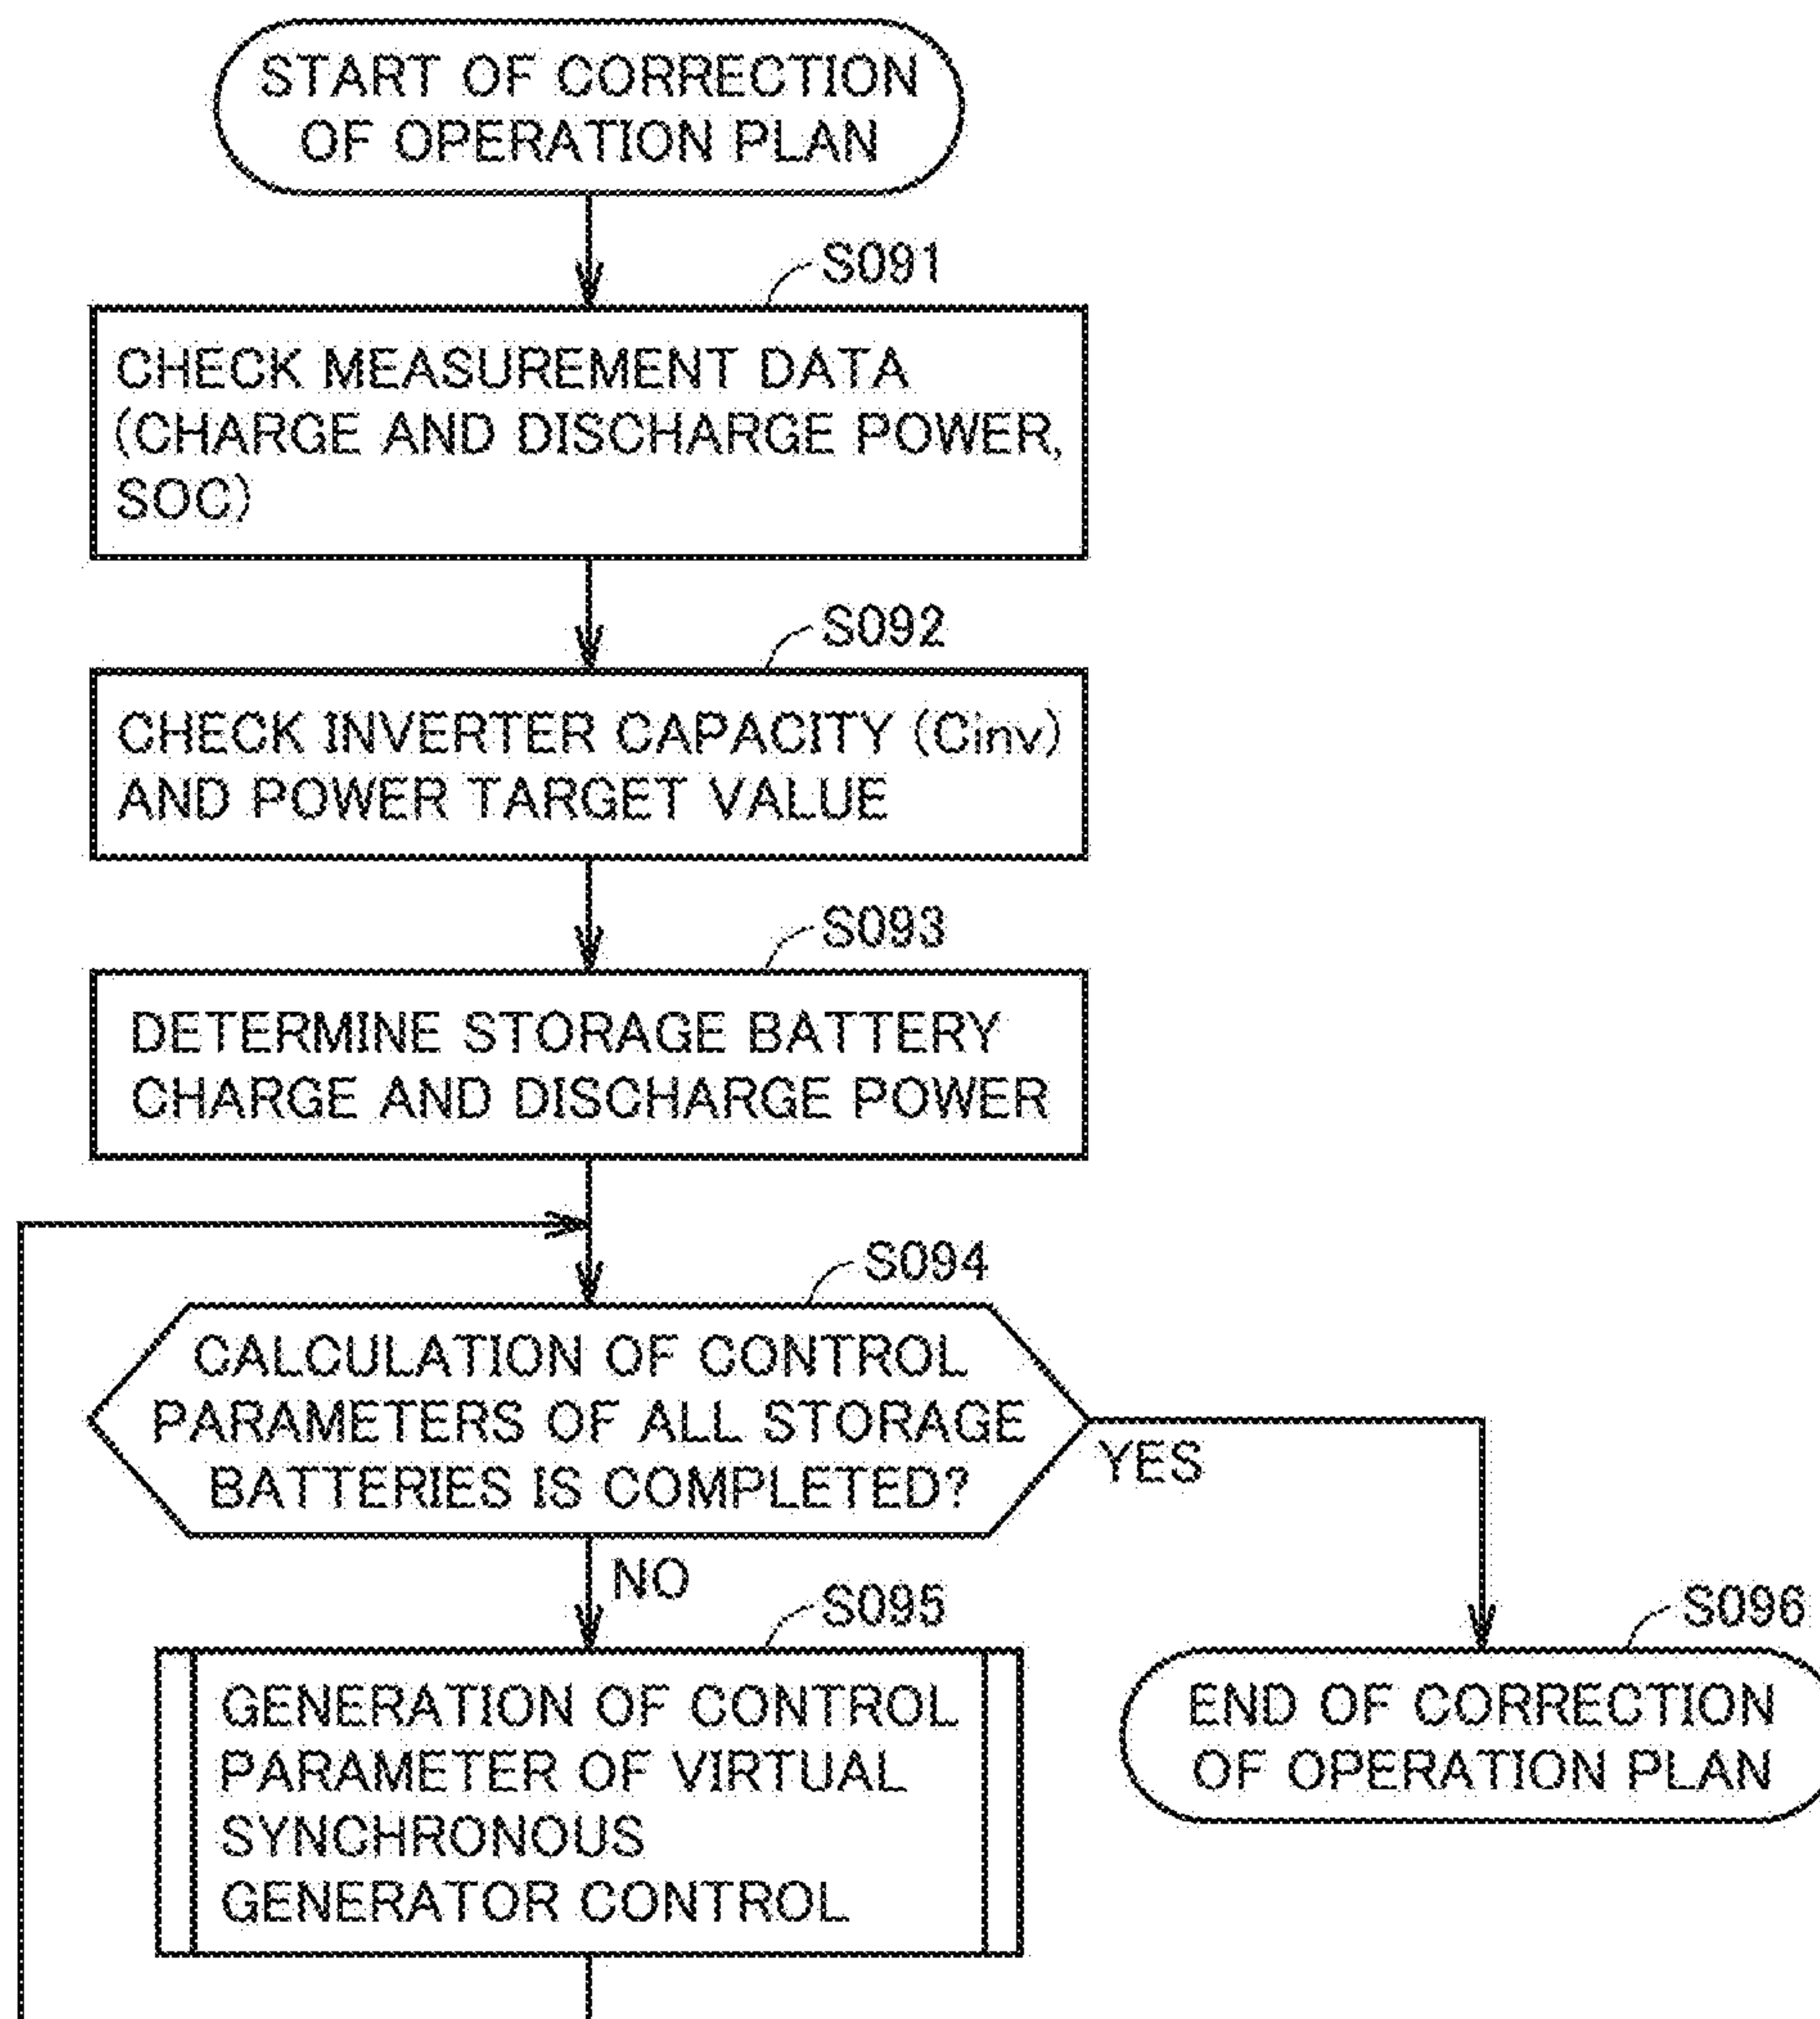 START OF CORRECTION
OF OPERATION PLAN
S091
CHECK MEASUREMENT DATA
(CHARGE AND DISCHARGE POWER,
SOC)
S092
CHECK INVERTER CAPACITY (Cinv)
AND POWER TARGET VALUE
S093
DETERMINE STORAGE BATTERY
CHARGE AND DISCHARGE POWER
S094
CALCULATION OF CONTROL
PARAMETERS OF ALL STORAGE
BATTERIES IS COMPLETED?
YES
NO
S095
GENERATION OF CONTROL
PARAMETER OF VIRTUAL
SYNCHRONOUS
GENERATOR CONTROL
S096
END OF CORRECTION
OF OPERATION PLAN